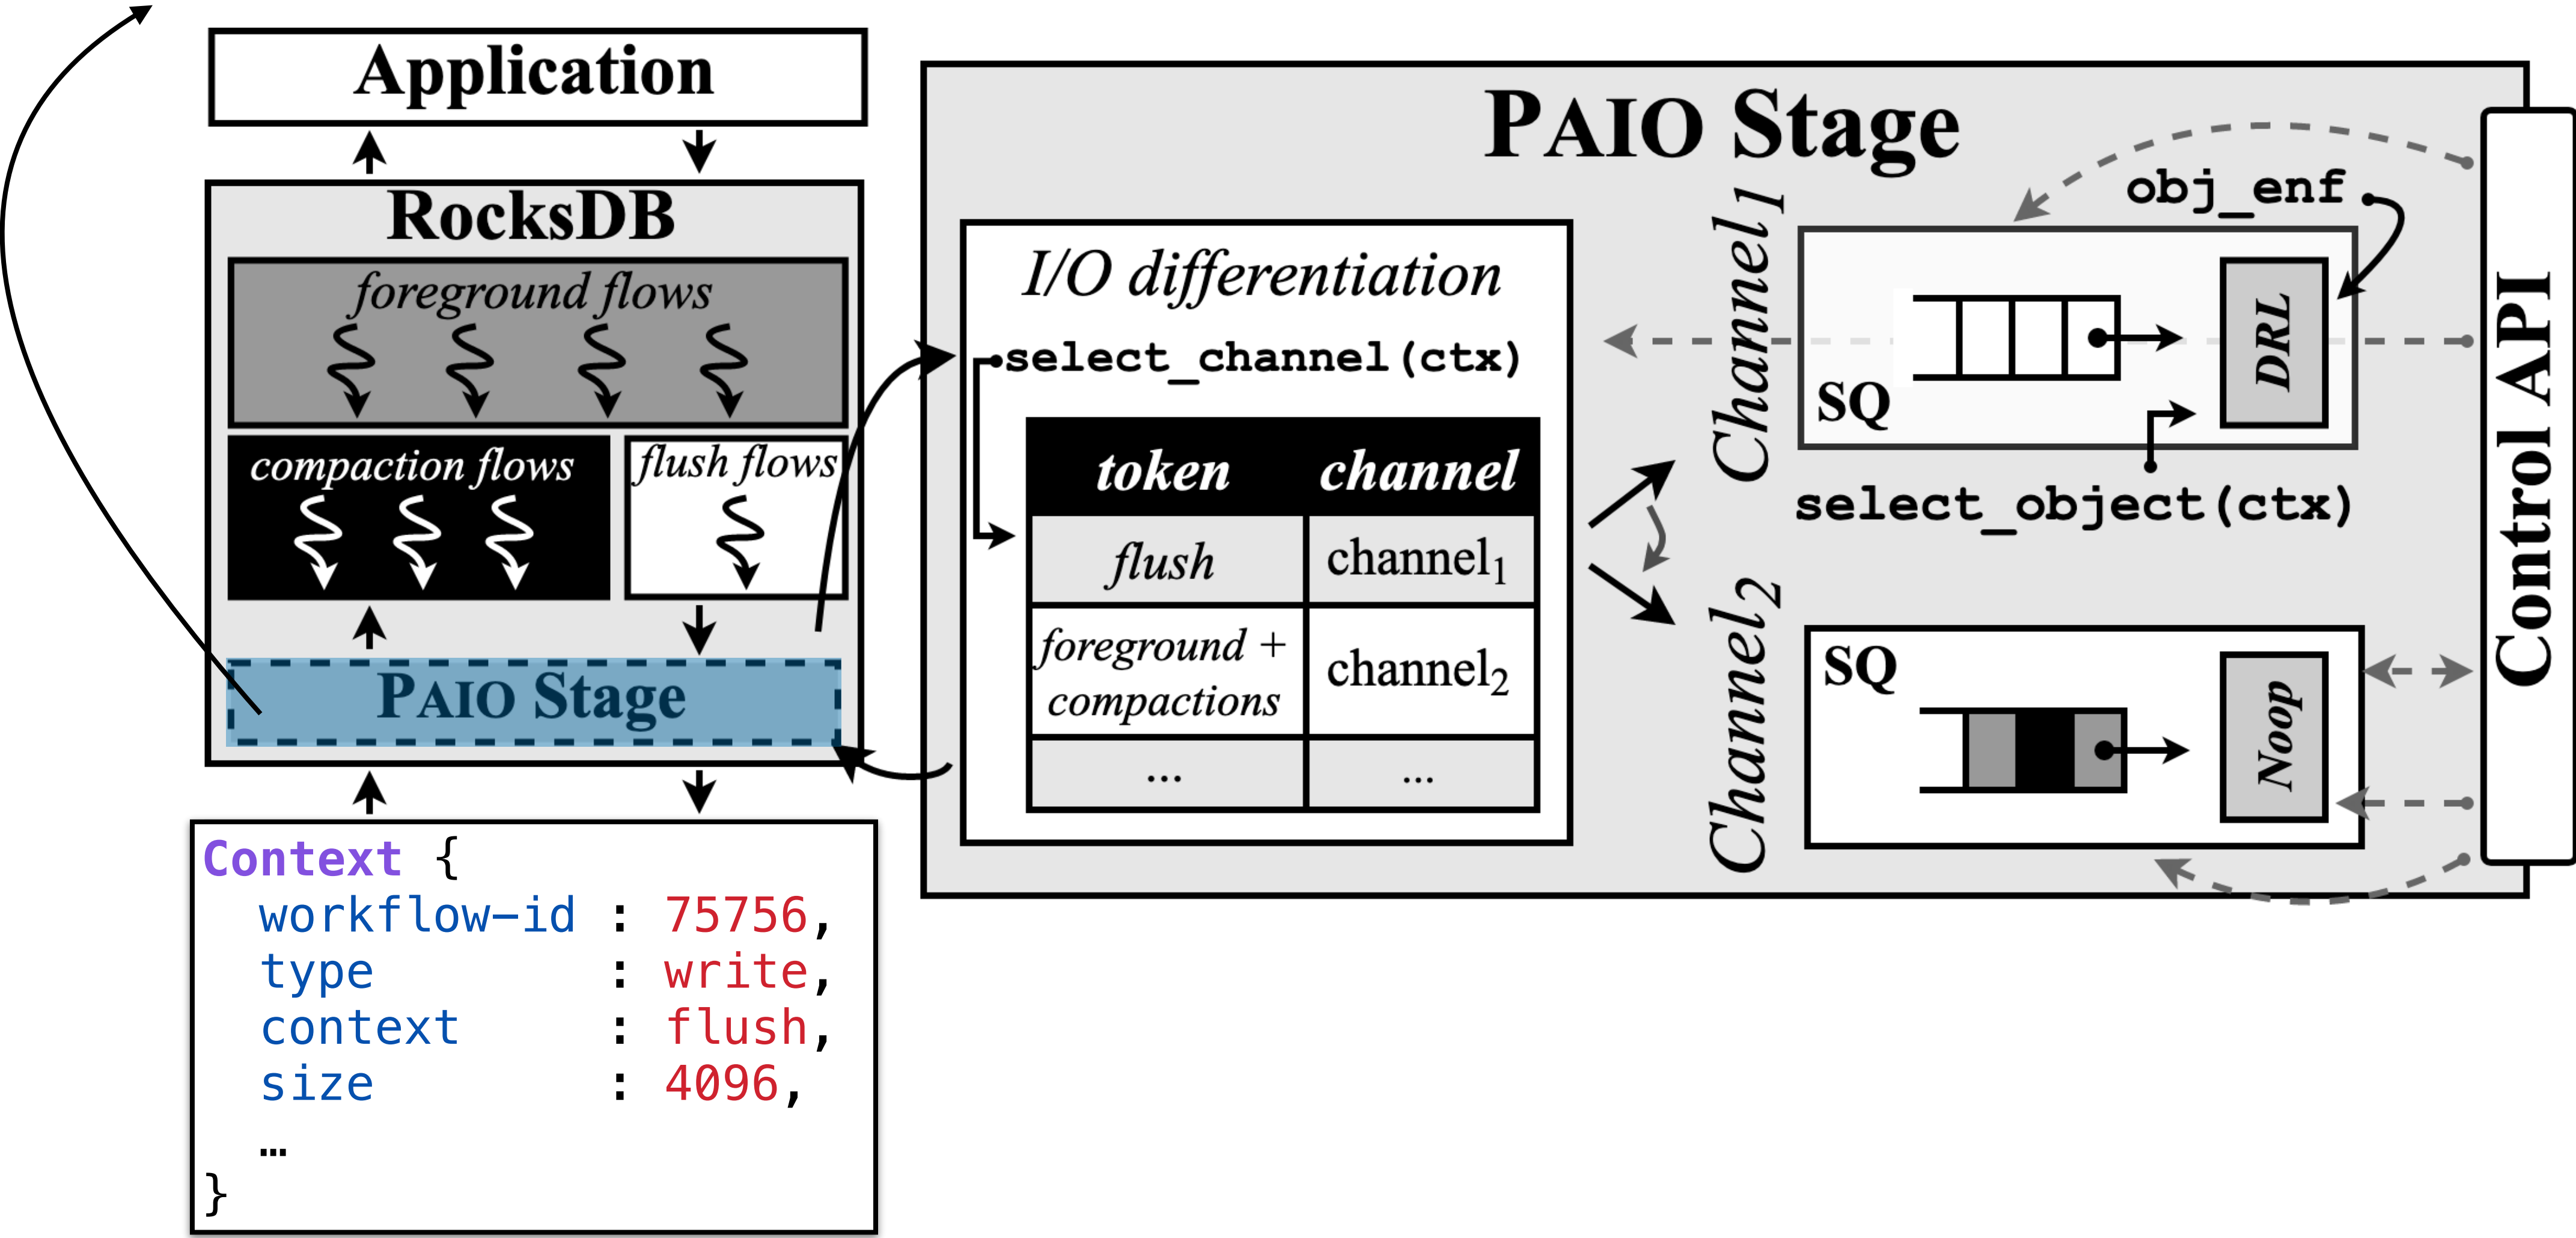 Application
RocksDB
foreground flows
compaction flows
flush flows
PAIO Stage
Context {
workflow-id : 75756,
type : write,
context : flush,
size : 4096,
…
}
PAIO Stage
I/O differentiation
select_channel(ctx)
token channel
flush channel1
foreground +
compactions channel2
... ...
Channel1
obj_enf
SQ
DRL
select_object(ctx)
Channel2
SQ
Noop
Control API